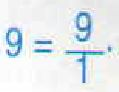 9 = 9/1.